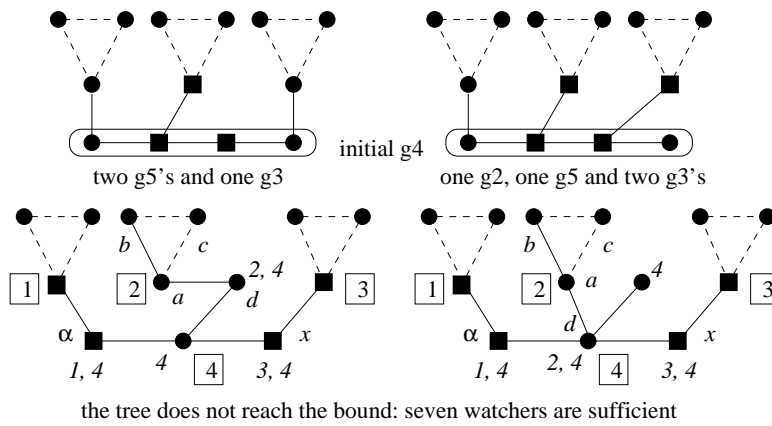 initial g4
two g5's and one g3
one g2, one g5 and two g3's
b c b c
2, 4 4
1 2 a d 3 1 2 a 3
α x α d x
1, 4 4 4 3, 4 1, 4 2, 4 4 3, 4
the tree does not reach the bound: seven watchers are sufficient